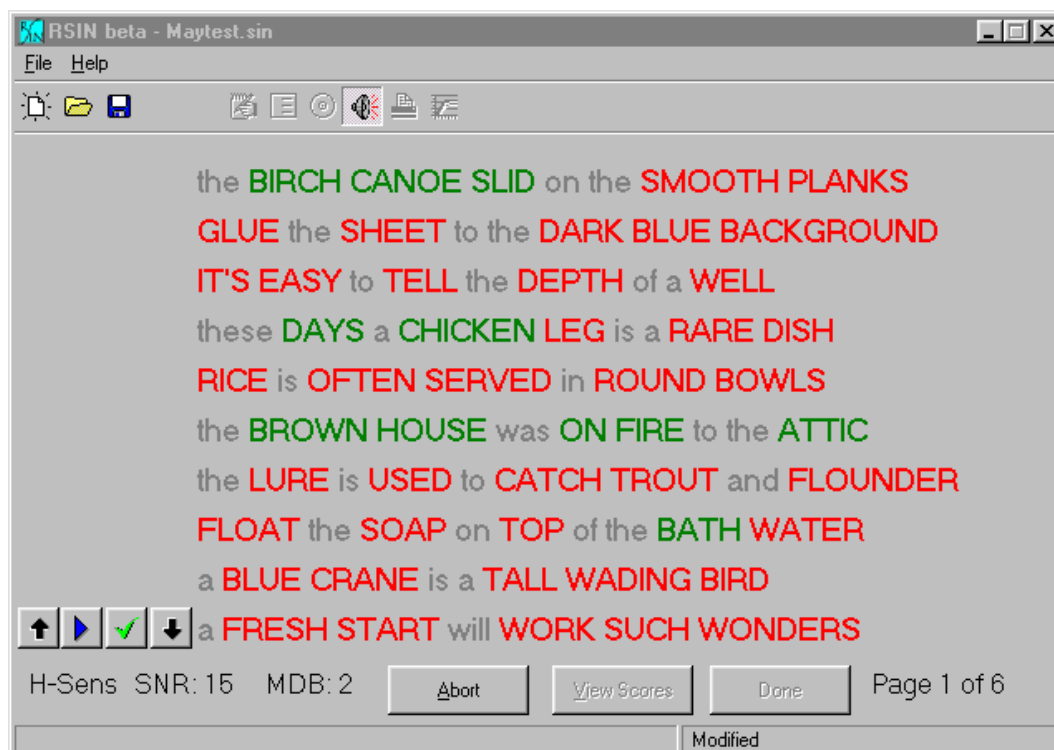 RSIN beta - Maytest.sin
File Help
the BIRCH CANOE SLID on the SMOOTH PLANKS
GLUE the SHEET to the DARK BLUE BACKGROUND
IT'S EASY to TELL the DEPTH of a WELL
these DAYS a CHICKEN LEG is a RARE DISH
RICE is OFTEN SERVED in ROUND BOWLS
the BROWN HOUSE was ON FIRE to the ATTIC
the LURE is USED to CATCH TROUT and FLOUNDER
FLOAT the SOAP on TOP of the BATH WATER
a BLUE CRANE is a TALL WADING BIRD
a FRESH START will WORK SUCH WONDERS
H-Sens SNR: 15 MDB: 2 Abort View Scores Done Page 1 of 6
Modified